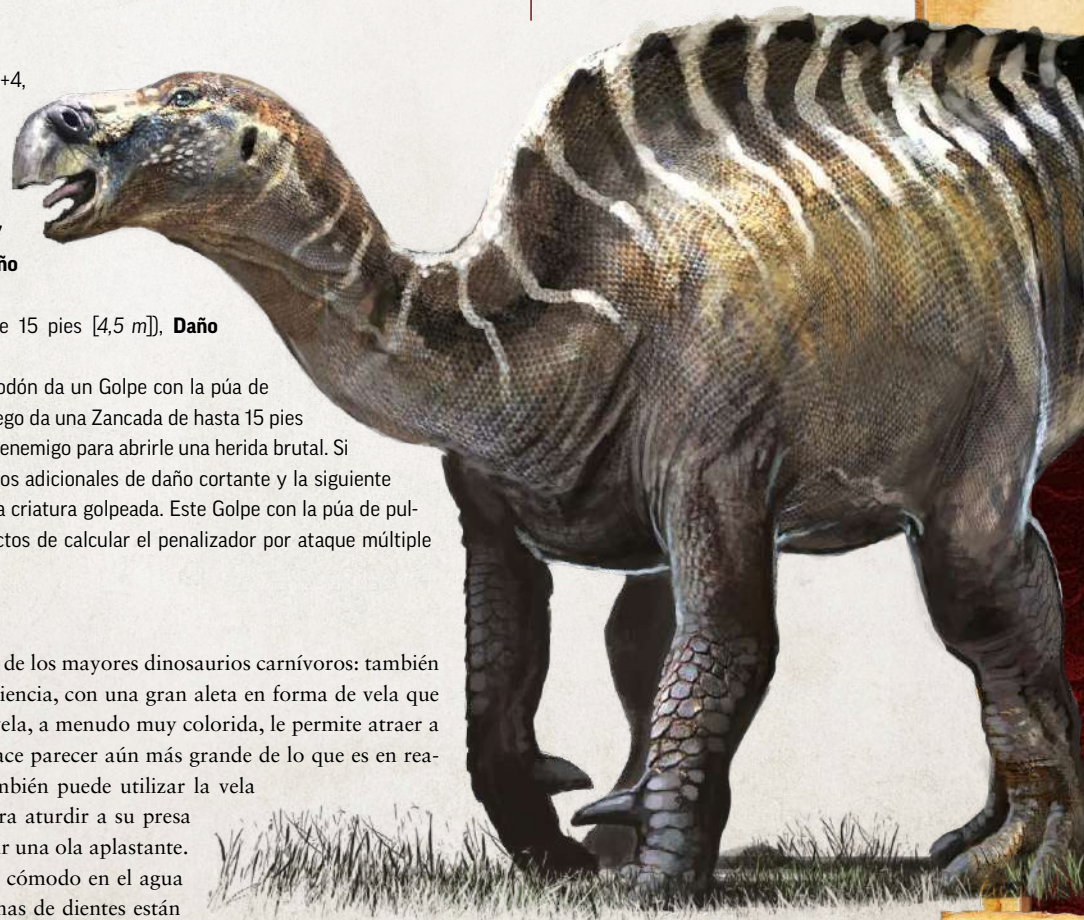 +4,
ño
e 15 pies [4,5 m]), Daño
odón da un Golpe con la púa de
ego da una Zancada de hasta 15 pies
enemigo para abrirle una herida brutal. Si
os adicionales de daño cortante y la siguiente
a criatura golpeada. Este Golpe con la púa de pul-
ctos de calcular el penalizador por ataque múltiple
de los mayores dinosaurios carnívoros: también
iencia, con una gran aleta en forma de vela que
vela, a menudo muy colorida, le permite atraer a
ace parecer aún más grande de lo que es en rea-
mbién puede utilizar la vela
ra aturdir a su presa
ar una ola aplastante.
cómodo en el agua
nas de dientes están